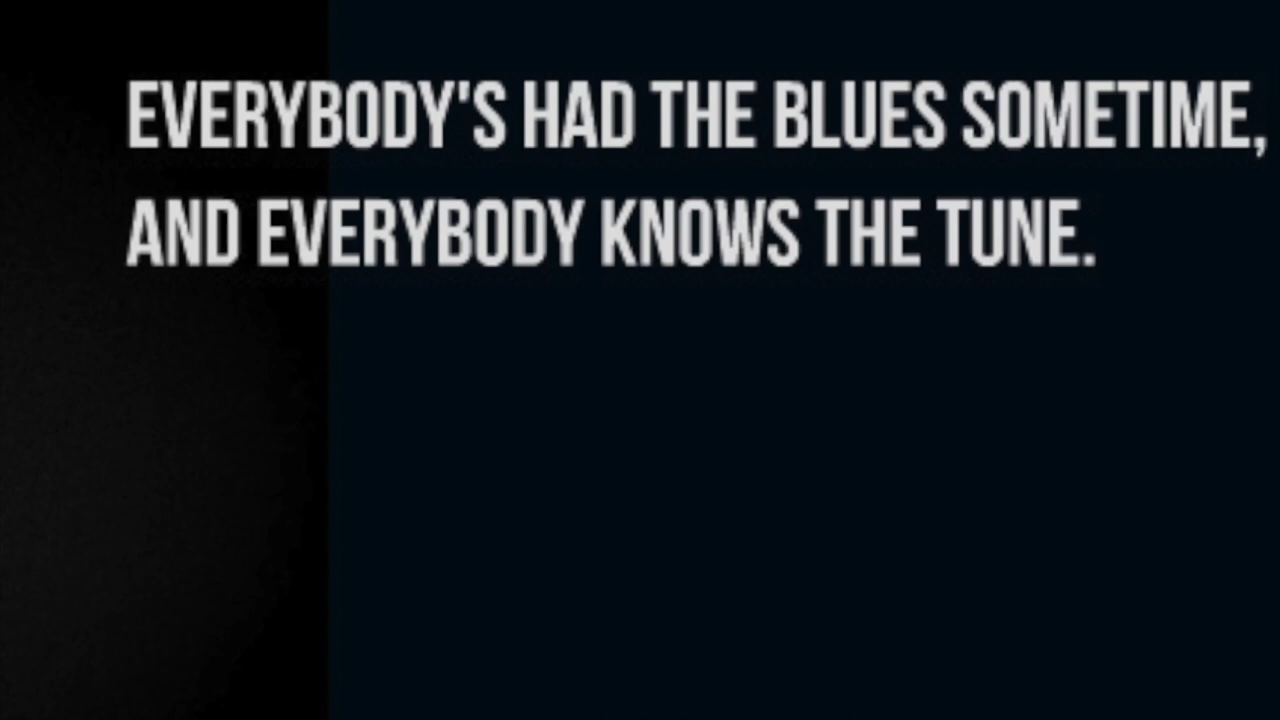 EVERYBODY'S HAD THE BLUES SOMETIME,
AND EVERYBODY KNOWS THE TUNE.